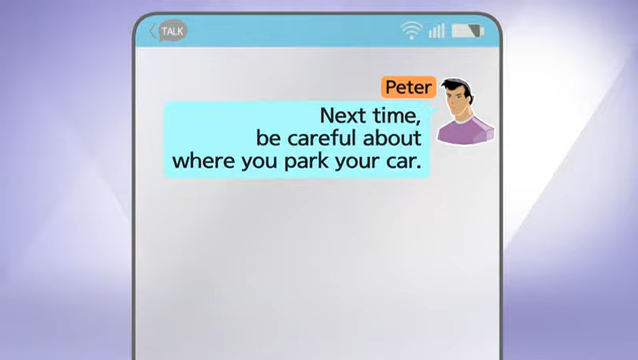 TALK
Peter
Next time,
be careful about
where you park your car.